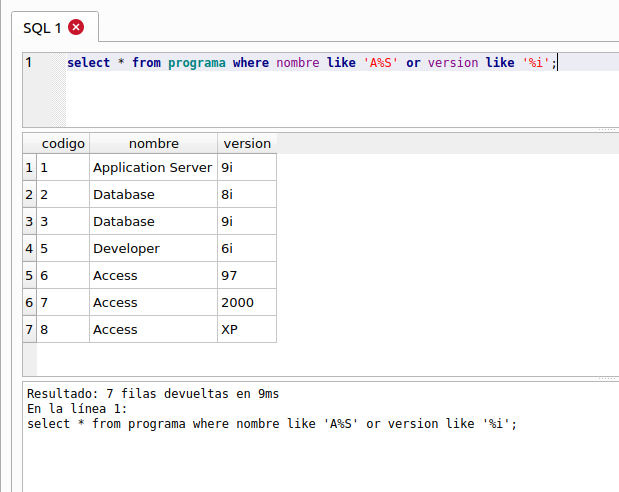 SQL 1
1 select * from programa where nombre like 'A%S' or version like '%i';
codigo nombre version
1 1 Application Server 9i
2 2 Database 8i
3 3 Database 9i
4 5 Developer 6i
5 6 Access 97
6 7 Access 2000
7 8 Access XP
Resultado: 7 filas devueltas en 9ms
En la línea 1:
select * from programa where nombre like 'A%S' or version like '%i';